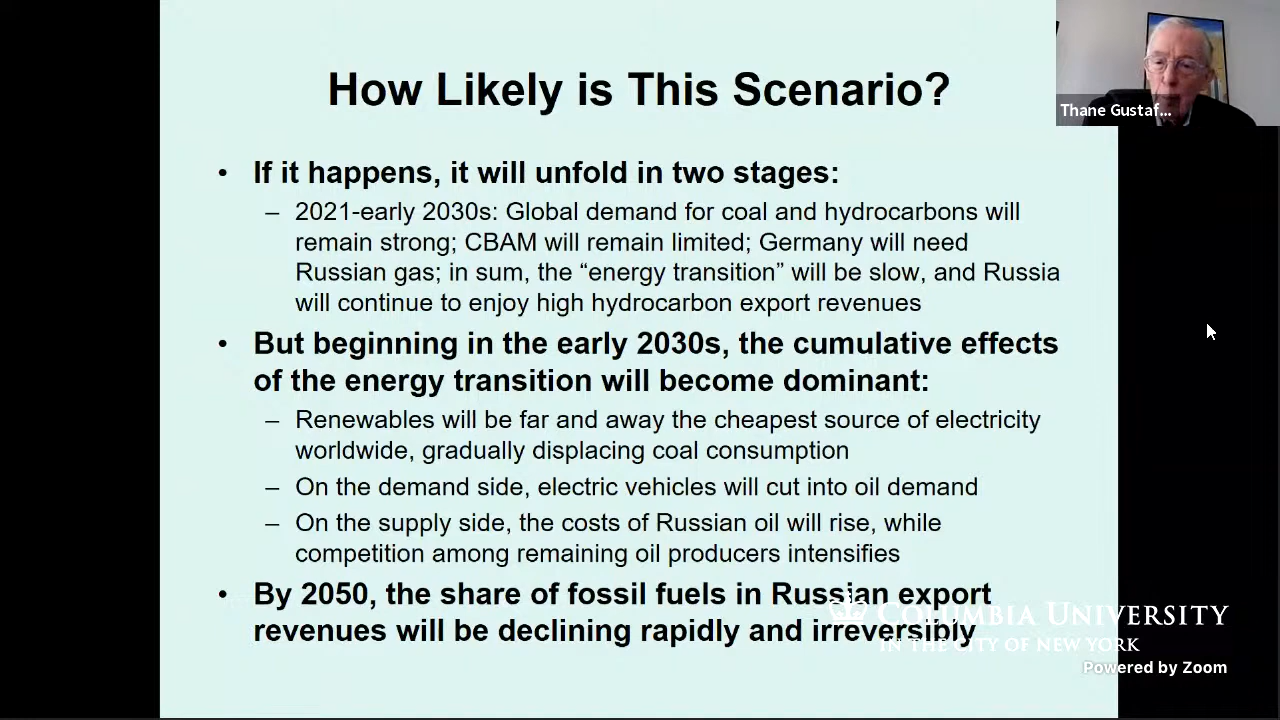 How Likely is This Scenario?
Thane Gustaf...
• If it happens, it will unfold in two stages:
– 2021-early 2030s: Global demand for coal and hydrocarbons will
remain strong; CBAM will remain limited; Germany will need
Russian gas; in sum, the “energy transition” will be slow, and Russia
will continue to enjoy high hydrocarbon export revenues
• But beginning in the early 2030s, the cumulative effects
of the energy transition will become dominant:
– Renewables will be far and away the cheapest source of electricity
worldwide, gradually displacing coal consumption
– On the demand side, electric vehicles will cut into oil demand
– On the supply side, the costs of Russian oil will rise, while
competition among remaining oil producers intensifies
• By 2050, the share of fossil fuels in Russian export
revenues will be declining rapidly and irreversibly
COLUMBIA UNIVERSITY
IN THE CITY OF NEW YORK
Powered by Zoom